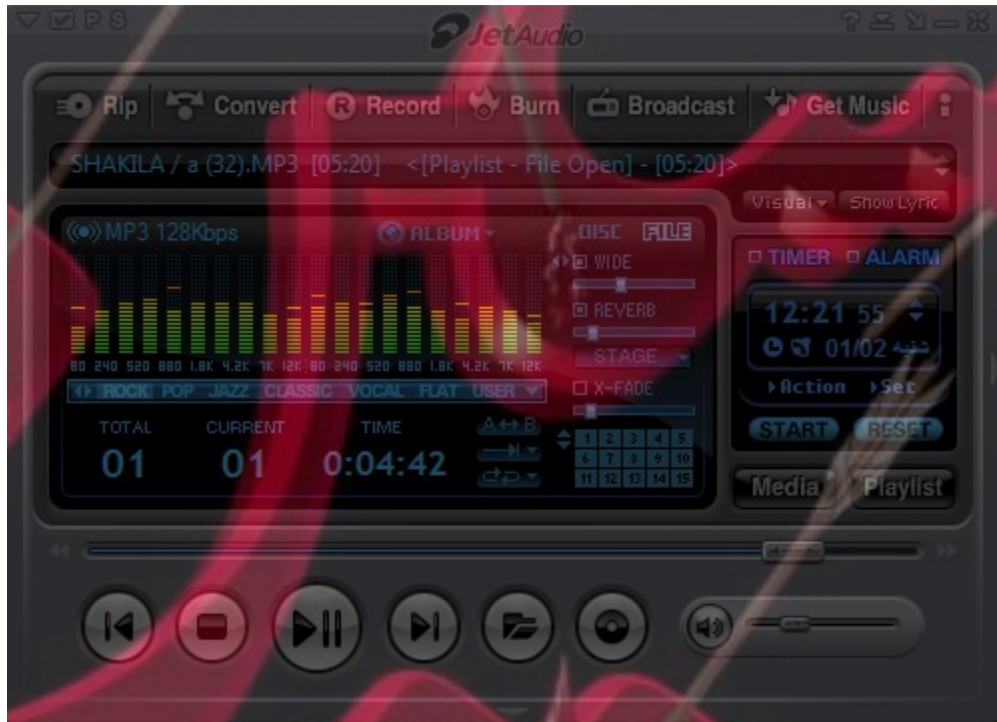 P S
JetAudio
?
Rip Convert R Record Burn Broadcast Get Music i
SHAKILA / a (32).MP3 [05:20] <[Playlist - File Open] - [05:20]>
Visual Show Lyric
MP3 128Kbps ALBUM DISC FILE
TIMER ALARM
WIDE
12:21 55
REVERB
01/02 شنبه
STAGE
80 240 520 880 1.8K 4.2K 7K 12K 80 240 520 880 1.8K 4.2K 7K 12K
ROCK POP JAZZ CLASSIC VOCAL FLAT USER
X-FADE
Action Set
TOTAL CURRENT TIME A B
START RESET
01 01 0:04:42
1 2 3 4 5
6 7 8 9 10
11 12 13 14 15
Media Playlist